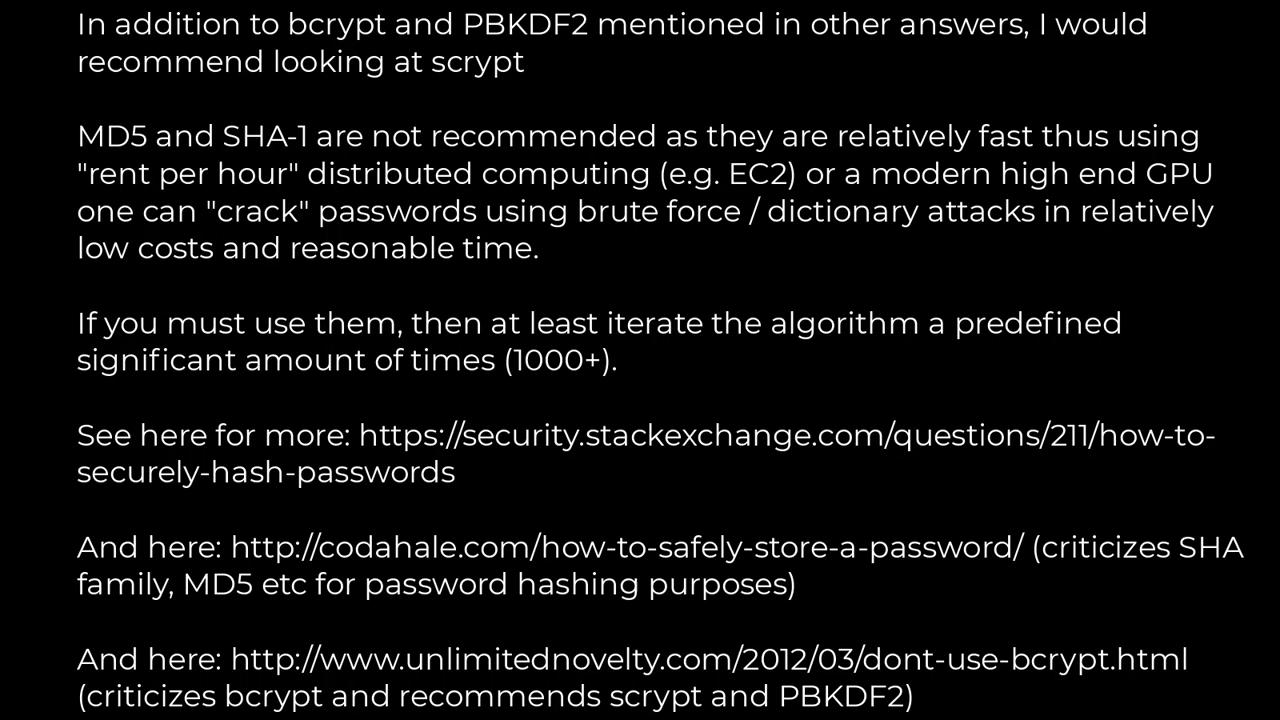 In addition to bcrypt and PBKDF2 mentioned in other answers, I would
recommend looking at scrypt
MD5 and SHA-1 are not recommended as they are relatively fast thus using
"rent per hour" distributed computing (e.g. EC2) or a modern high end GPU
one can "crack" passwords using brute force / dictionary attacks in relatively
low costs and reasonable time.
If you must use them, then at least iterate the algorithm a predefined
significant amount of times (1000+).
See here for more: https://security.stackexchange.com/questions/211/how-to-
securely-hash-passwords
And here: http://codahale.com/how-to-safely-store-a-password/ (criticizes SHA
family, MD5 etc for password hashing purposes)
And here: http://www.unlimitednovelty.com/2012/03/dont-use-bcrypt.html
(criticizes bcrypt and recommends scrypt and PBKDF2)